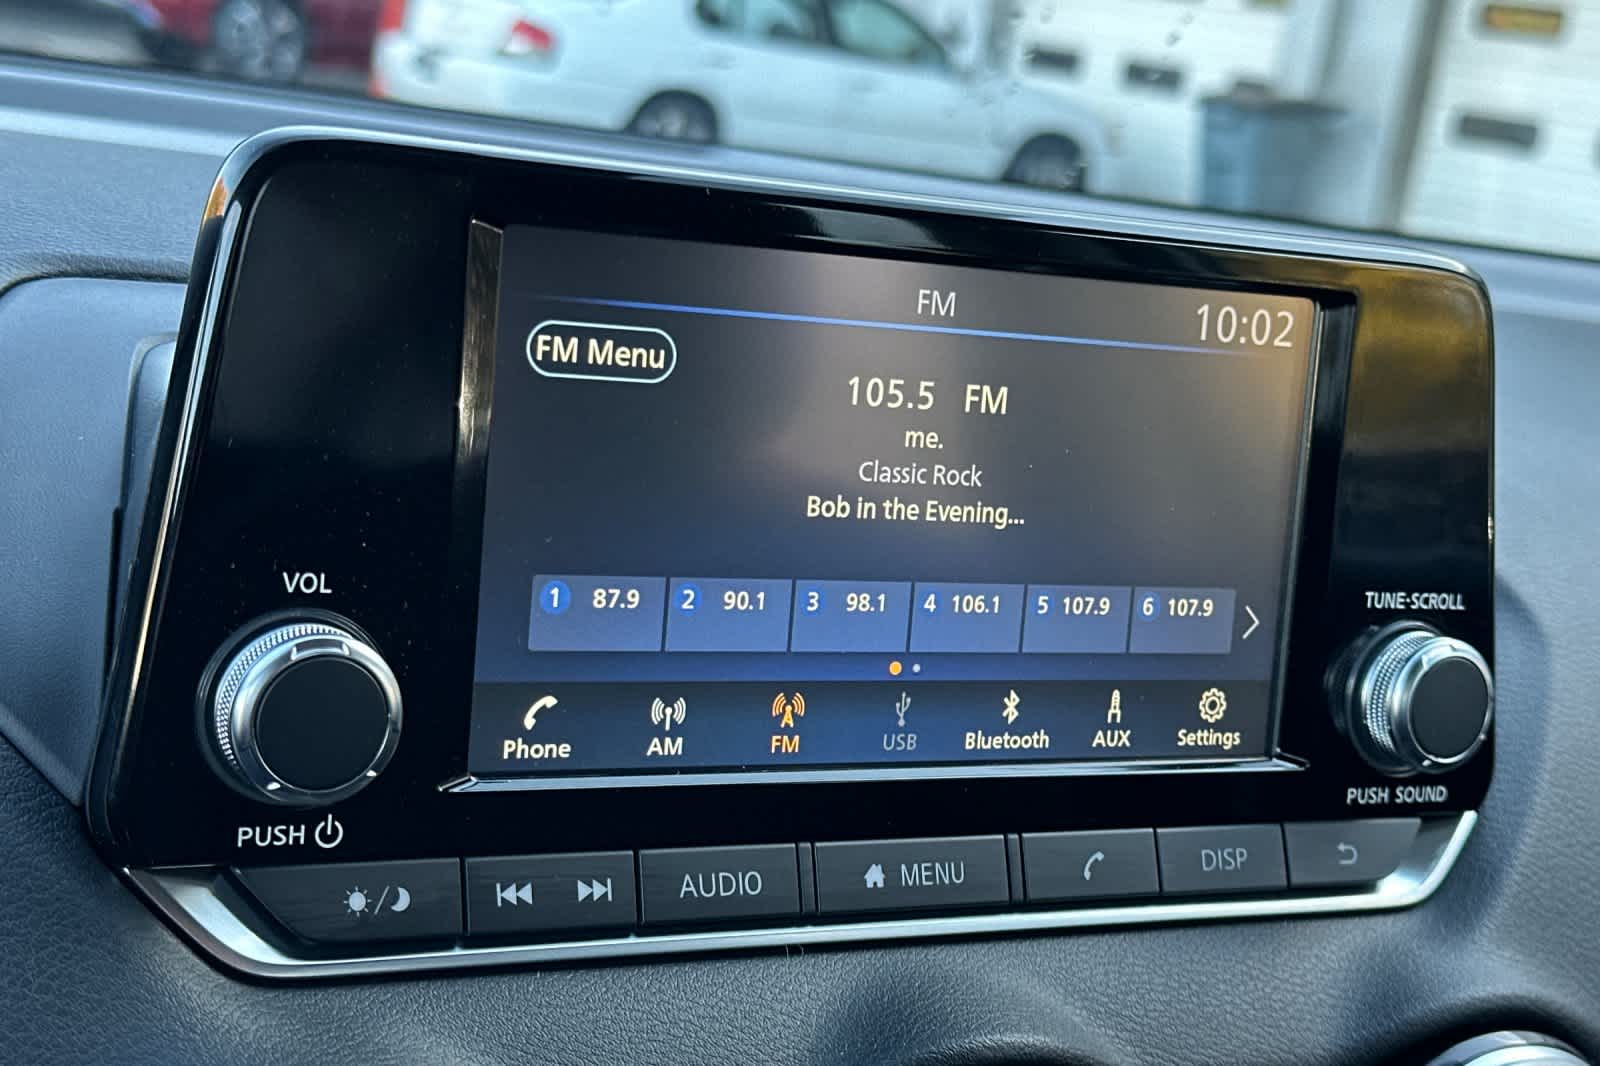 FM
10:02
FM Menu
105.5 FM
me.
Classic Rock
Bob in the Evening...
1 87.9 2 90.1 3 98.1 4 106.1 5 107.9 6 107.9
Phone AM FM USB Bluetooth AUX Settings
VOL
PUSH
TUNE·SCROLL
PUSH SOUND
AUDIO MENU DISP